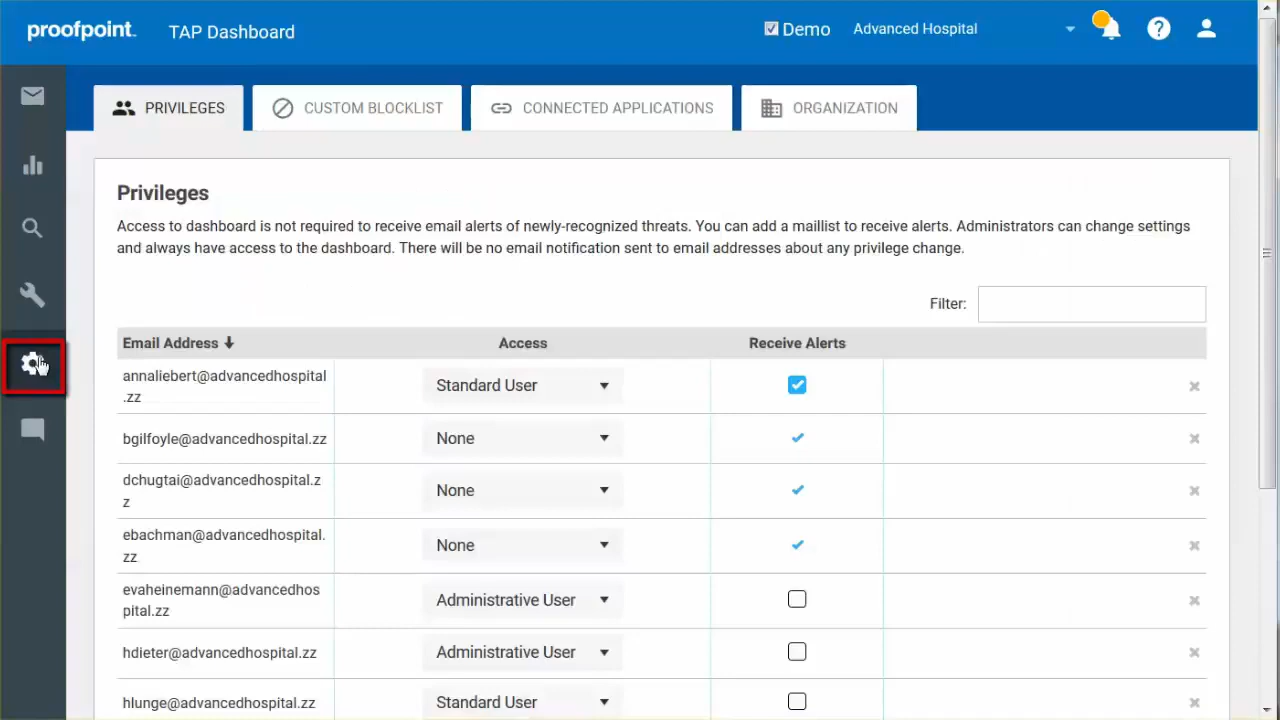 proofpoint. TAP Dashboard Demo Advanced Hospital
PRIVILEGES CUSTOM BLOCKLIST CONNECTED APPLICATIONS ORGANIZATION
Privileges
Access to dashboard is not required to receive email alerts of newly-recognized threats. You can add a maillist to receive alerts. Administrators can change settings
and always have access to the dashboard. There will be no email notification sent to email addresses about any privilege change.
Filter:
Email Address Access Receive Alerts
annaliebert@advancedhospital
.zz
Standard User
bgilfoyle@advancedhospital.zz None
dchugtai@advancedhospital.z
z
None
ebachman@advancedhospital.
zz
None
evaheinemann@advancedhos
pital.zz
Administrative User
hdieter@advancedhospital.zz Administrative User
hlunge@advancedhospital.zz Standard User